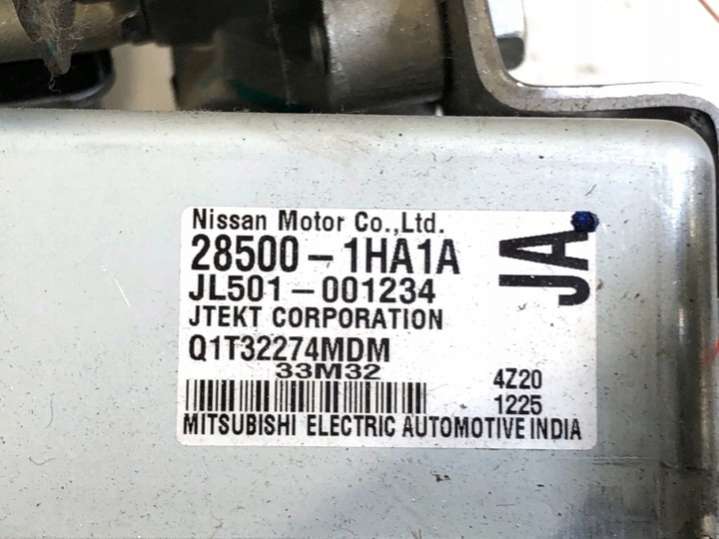 Nissan Motor Co.,Ltd.
28500-1HA1A
JA
JL501-001234
JTEKT CORPORATION
Q1T32274MDM
33M32
4Z20
1225
MITSUBISHI ELECTRIC AUTOMOTIVE INDIA